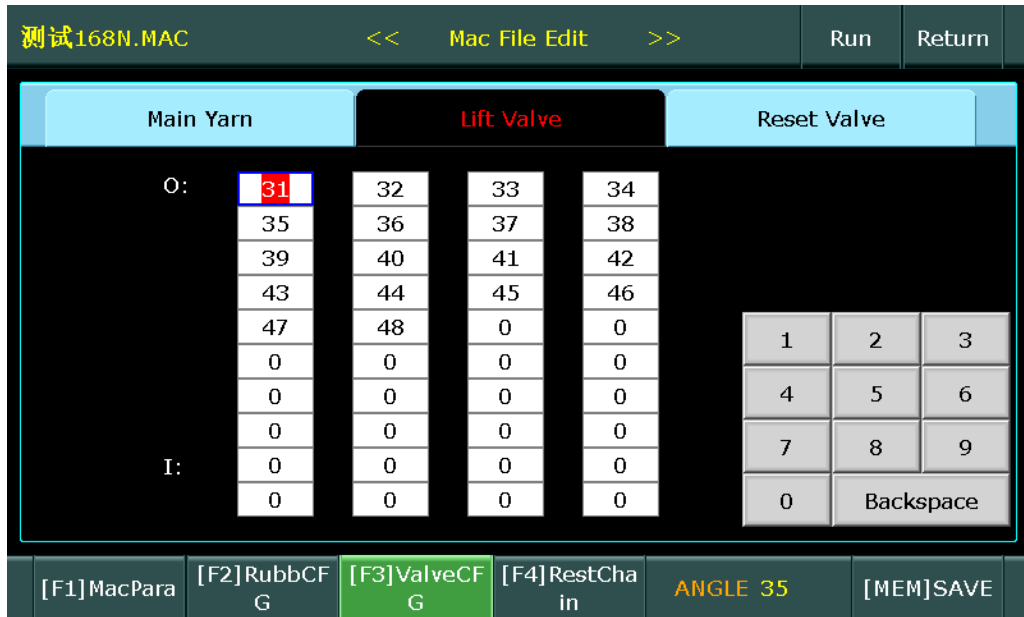 测试168N.MAC << Mac File Edit >> Run Return
Main Yarn Lift Valve Reset Valve
O: 31 32 33 34
35 36 37 38
39 40 41 42
43 44 45 46
47 48 0 0
0 0 0 0
0 0 0 0
0 0 0 0
I: 0 0 0 0
0 0 0 0
1 2 3
4 5 6
7 8 9
0 Backspace
[F1]MacPara
[F2]RubbCF
G
[F3]ValveCF
G
[F4]RestCha
in
ANGLE 35
[MEM]SAVE